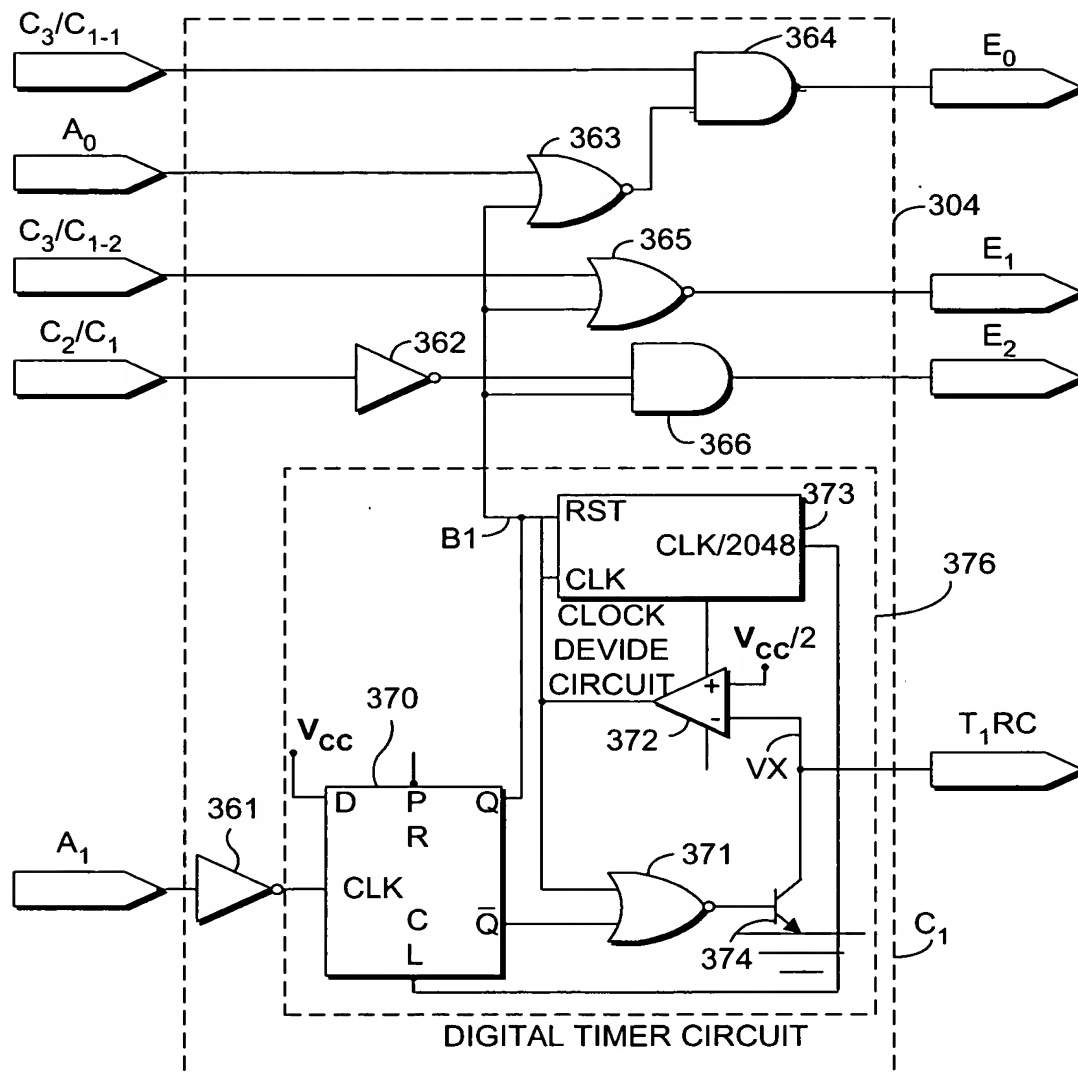 C3/C1-1
364
E0
A0
363
304
C3/C1-2
365
E1
C2/C1
362
E2
366
B1
RST
373
CLK/2048
CLK
376
CLOCK
DEVIDE
CIRCUIT
VCC/2
+
-
370
VCC
372
VX
T1RC
D
P
R
Q
361
A1
CLK
371
C
L
Q̅
374
C1
DIGITAL TIMER CIRCUIT